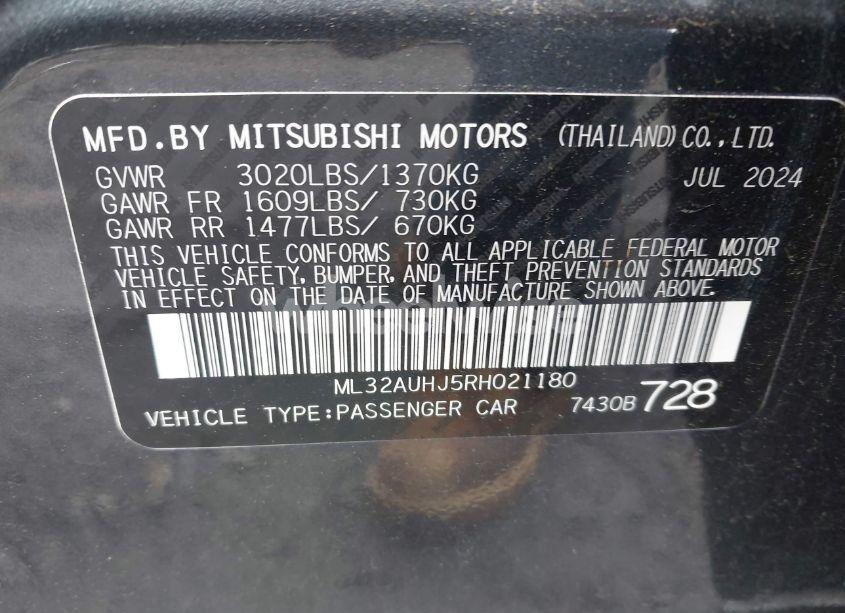 MFD.BY MITSUBISHI MOTORS (THAILAND)CO.,LTD.
GVWR 3020LBS/1370KG JUL 2024
GAWR FR 1609LBS/ 730KG
GAWR RR 1477LBS/ 670KG
THIS VEHICLE CONFORMS TO ALL APPLICABLE FEDERAL MOTOR
VEHICLE SAFETY, BUMPER, AND THEFT PREVENTION STANDARDS
IN EFFECT ON THE DATE OF MANUFACTURE SHOWN ABOVE.
ML32AUHJ5RH021180
VEHICLE TYPE:PASSENGER CAR 7430B 728